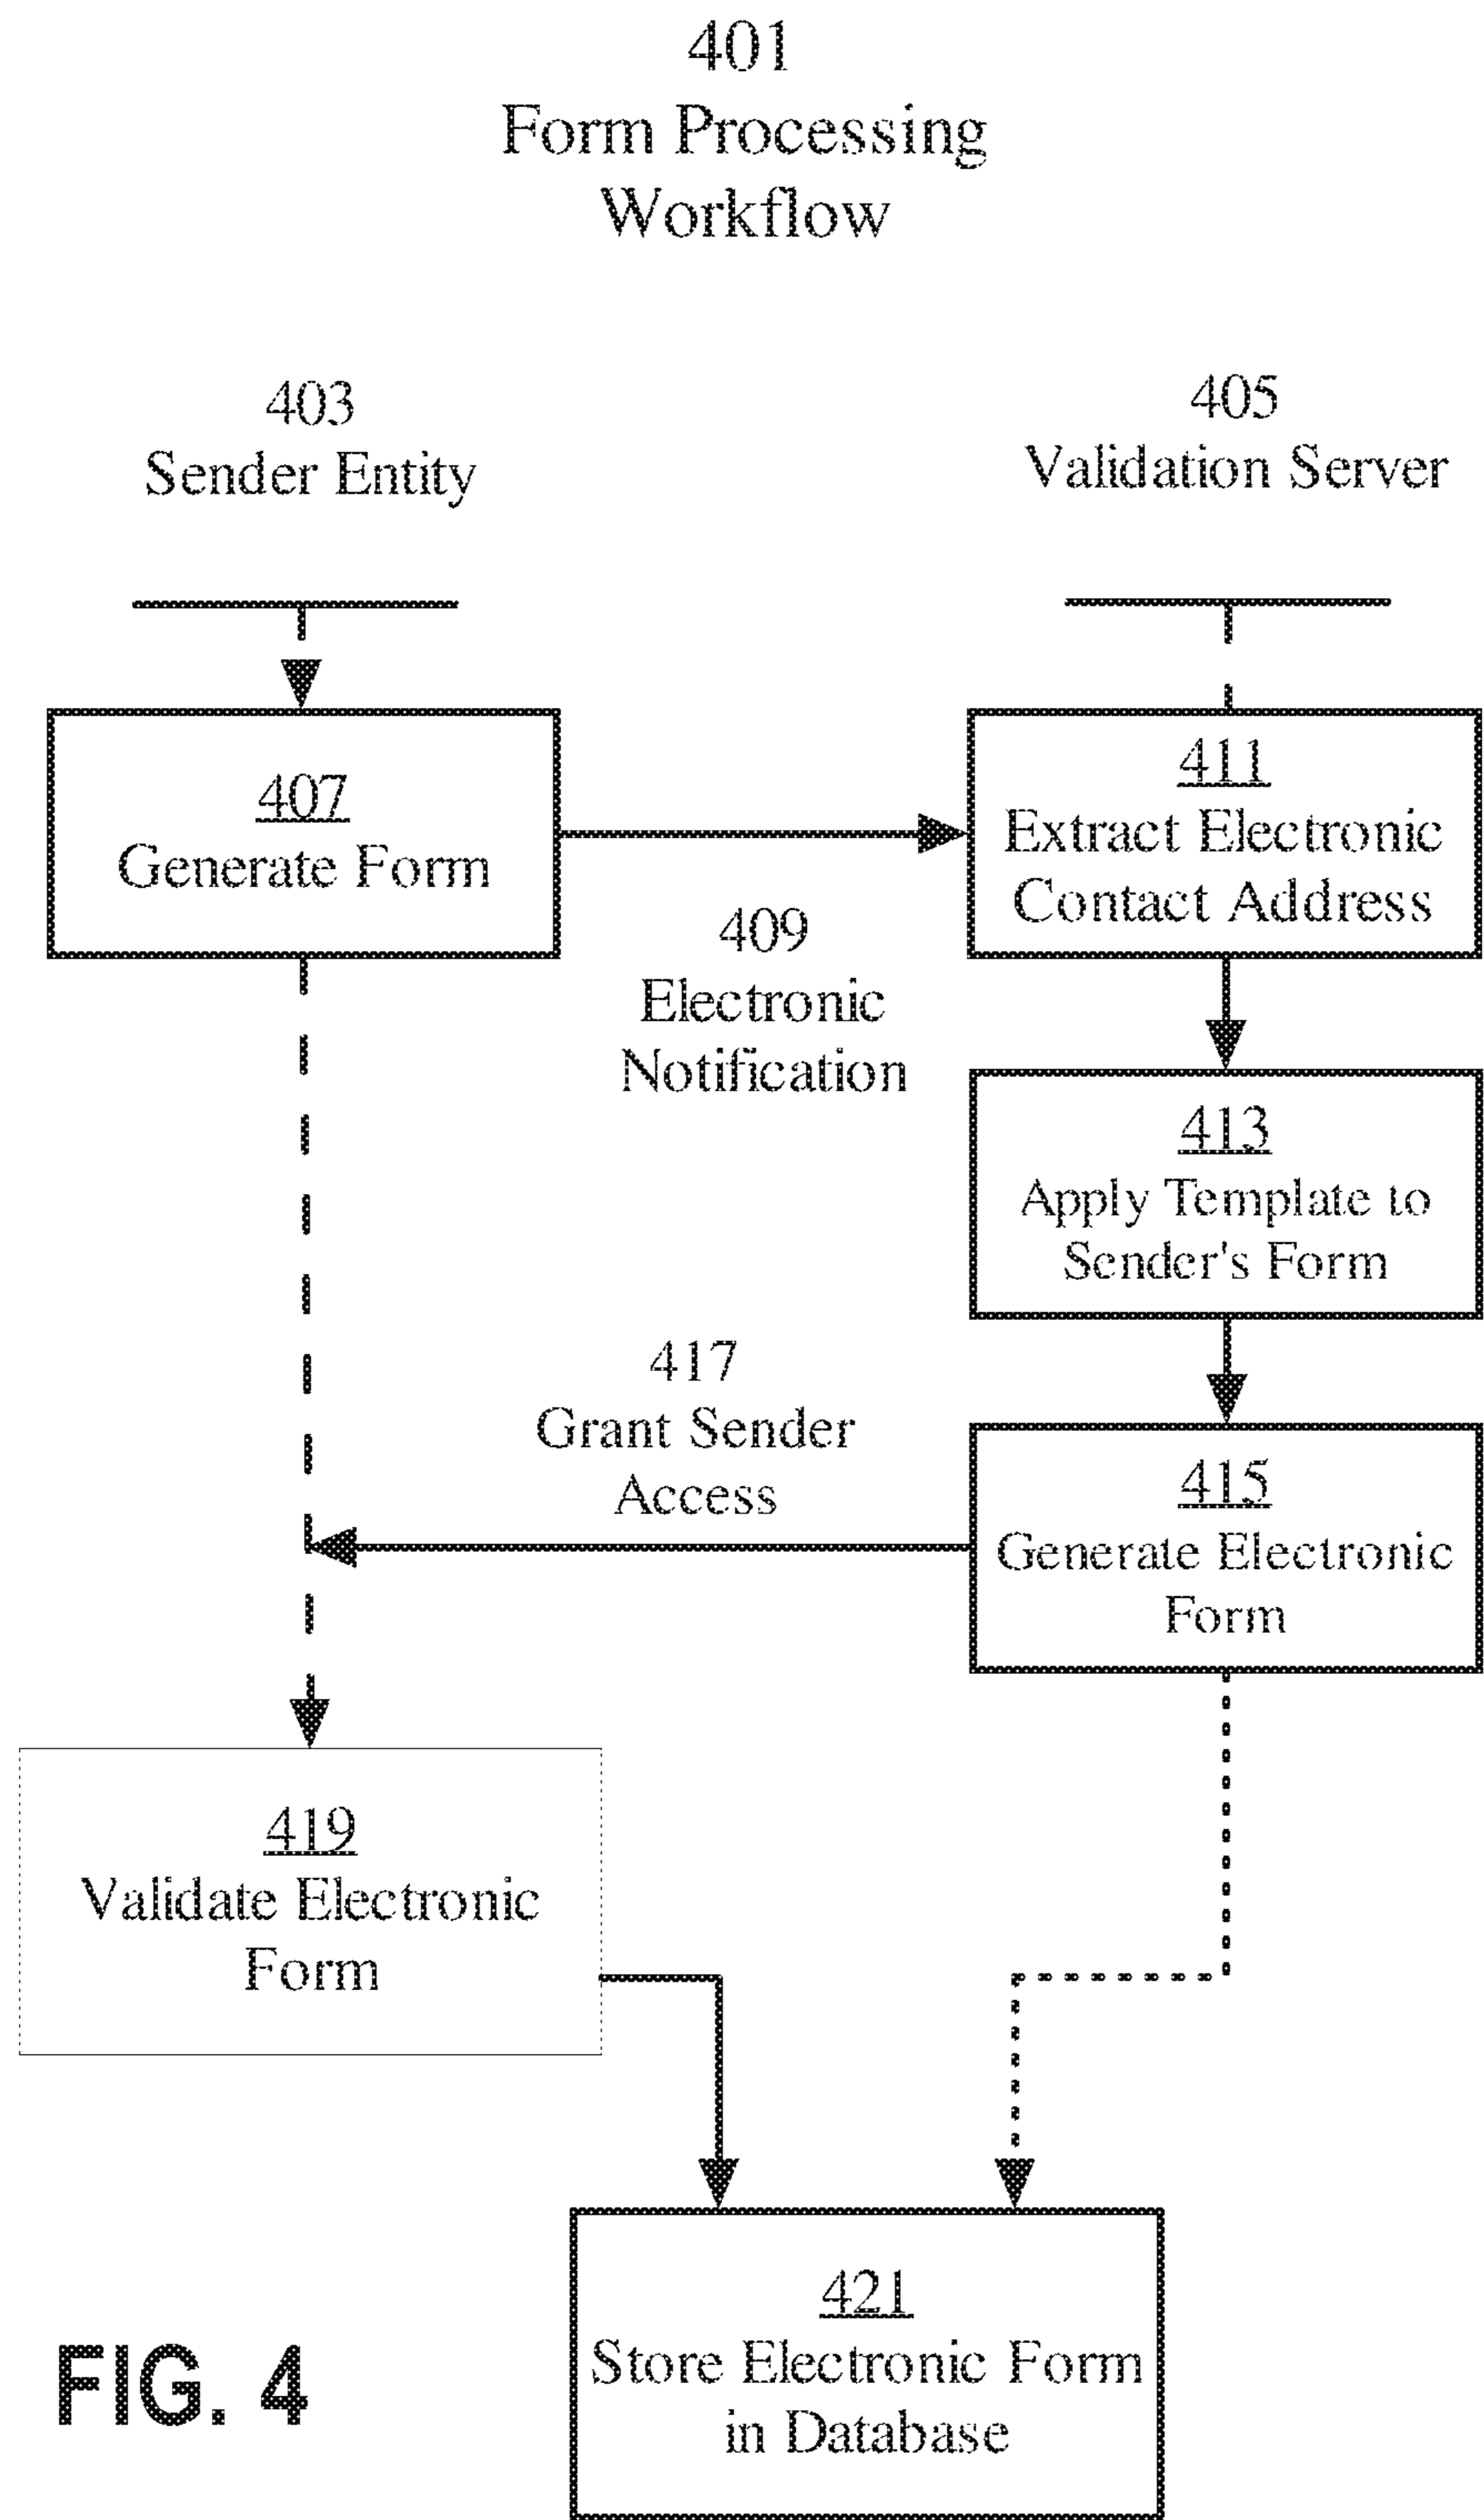 401
Form Processing
Workflow
403
Sender Entity
405
Validation Server
407
Generate Form
409
Electronic
Notification
411
Extract Electronic
Contact Address
413
Apply Template to
Sender's Form
417
Grant Sender
Access
415
Generate Electronic
Form
419
Validate Electronic
Form
421
Store Electronic Form
in Database
FIG. 4